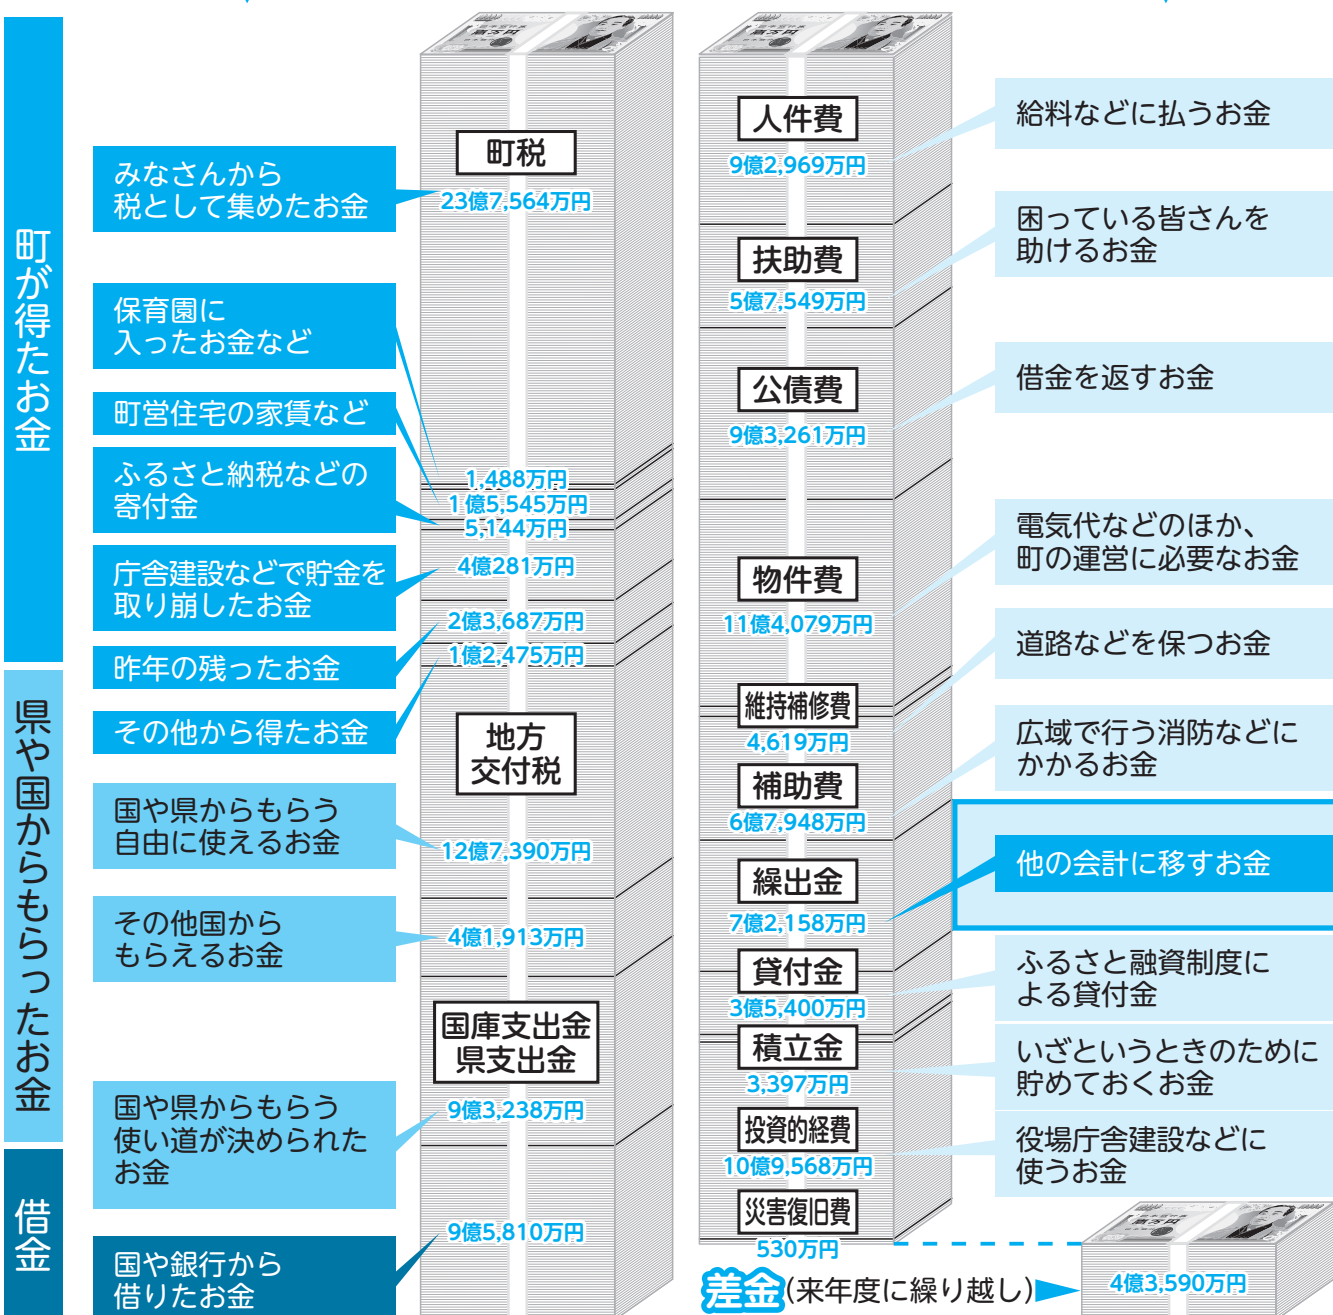 町が得たお金
みなさんから
税として集めたお金
町税
23億7,564万円
保育園に
入ったお金など
1,488万円
町営住宅の家賃など
1億5,545万円
ふるさと納税などの
寄付金
5,144万円
庁舎建設などで貯金を
取り崩したお金
4億281万円
昨年の残ったお金
2億3,687万円
その他から得たお金
1億2,475万円
県や国からもらったお金
国や県からもらう
自由に使えるお金
地方
交付税
12億7,390万円
その他国から
もらえるお金
4億1,913万円
国や県からもらう
使い道が決められた
お金
国庫支出金
県支出金
9億3,238万円
借金
国や銀行から
借りたお金
9億5,810万円
人件費
9億2,969万円
給料などに払うお金
扶助費
5億7,549万円
困っている皆さんを
助けるお金
公債費
9億3,261万円
借金を返すお金
物件費
11億4,079万円
電気代などのほか、
町の運営に必要なお金
維持補修費
4,619万円
道路などを保つお金
補助費
6億7,948万円
広域で行う消防などに
かかるお金
繰出金
7億2,158万円
他の会計に移すお金
貸付金
3億5,400万円
ふるさと融資制度に
よる貸付金
積立金
3,397万円
いざというときのために
貯めておくお金
投資的経費
10億9,568万円
役場庁舎建設などに
使うお金
災害復旧費
530万円
差金(来年度に繰り越し)
4億3,590万円